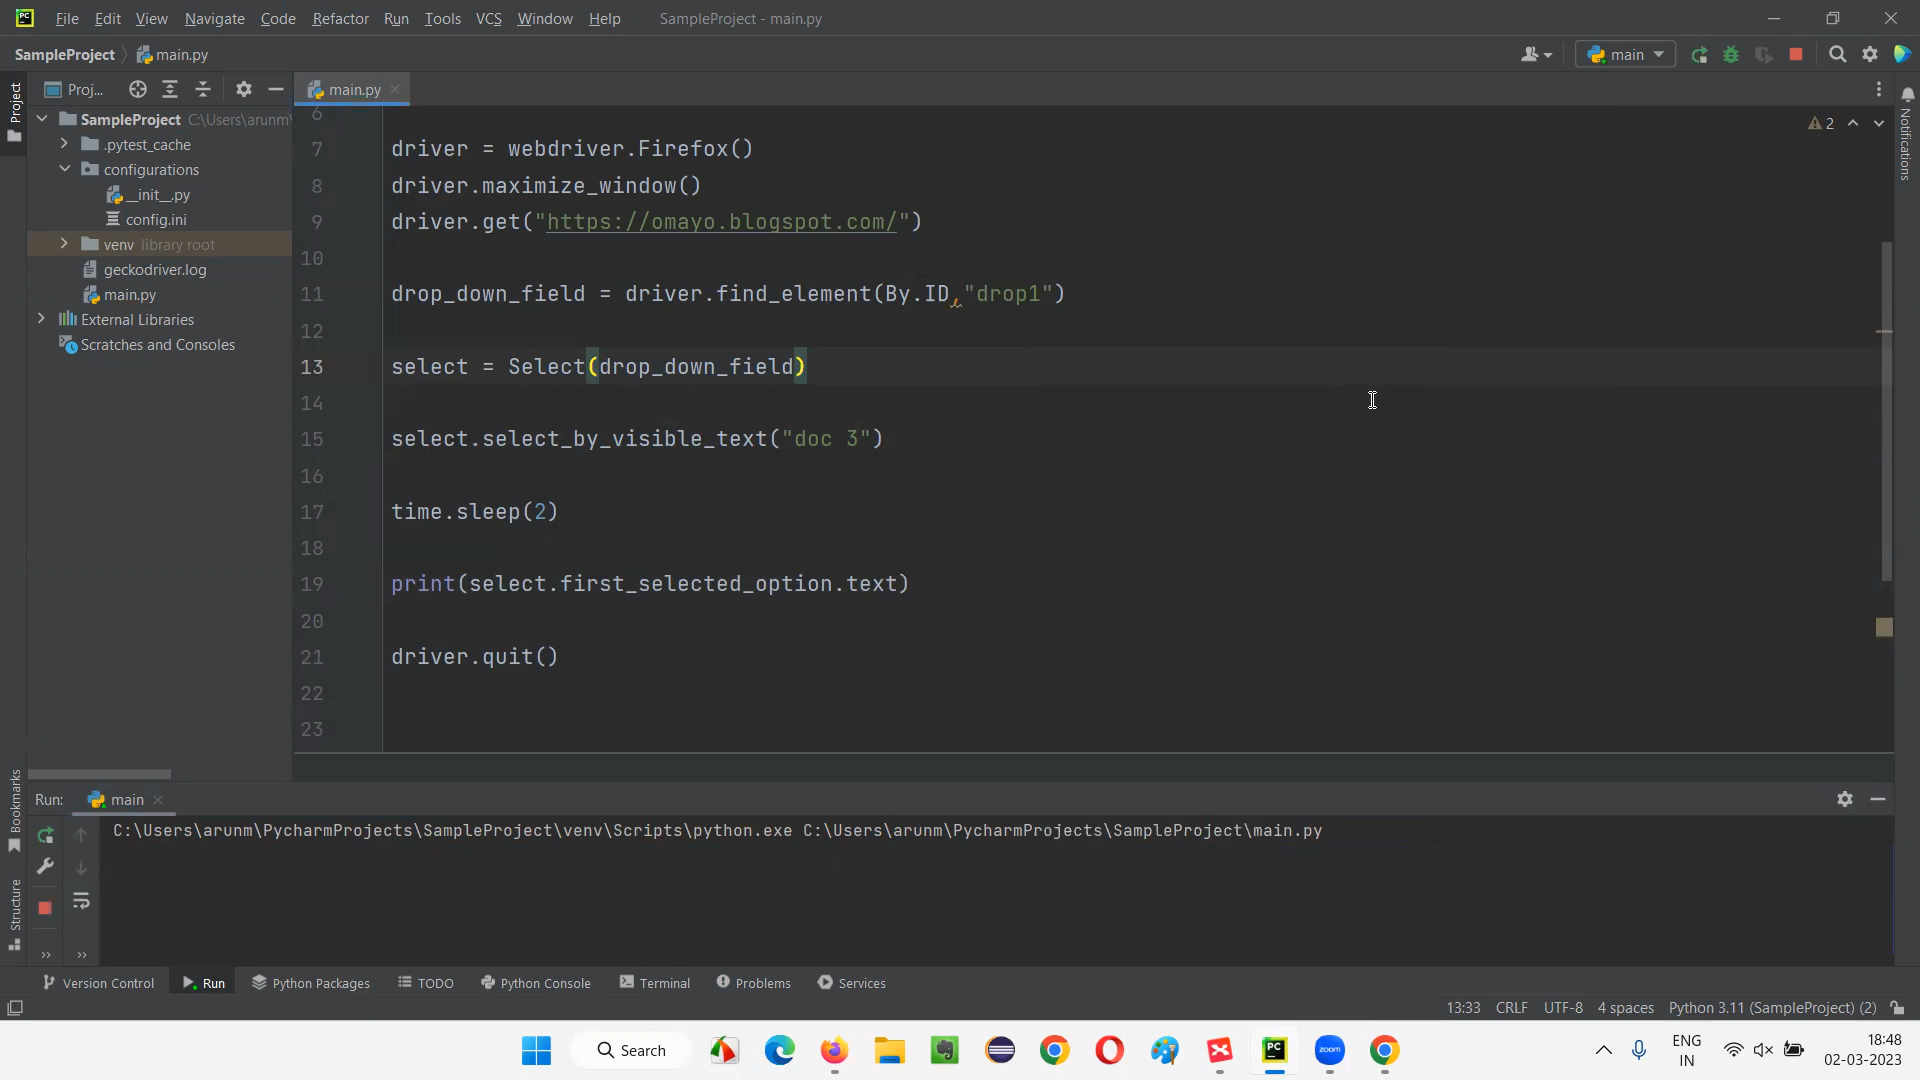 File Edit View Navigate Code Refactor Run Tools VCS Window Help SampleProject - main.py
SampleProject main.py main
Project
Proj...
main.py
Notifications
SampleProject C:\Users\arunm\
.pytest_cache
configurations
__init__.py
config.ini
venv library root
geckodriver.log
main.py
External Libraries
Scratches and Consoles
2
6
7 driver = webdriver.Firefox()
8 driver.maximize_window()
9 driver.get("https://omayo.blogspot.com/")
10
11 drop_down_field = driver.find_element(By.ID,"drop1")
12
13 select = Select(drop_down_field)
14
15 select.select_by_visible_text("doc 3")
16
17 time.sleep(2)
18
19 print(select.first_selected_option.text)
20
21 driver.quit()
22
23
Bookmarks
Structure
Run: main
C:\Users\arunm\PycharmProjects\SampleProject\venv\Scripts\python.exe C:\Users\arunm\PycharmProjects\SampleProject\main.py
Version Control Run Python Packages TODO Python Console Terminal Problems Services
13:33 CRLF UTF-8 4 spaces Python 3.11 (SampleProject) (2)
Search
zoom
ENG
IN
18:48
02-03-2023